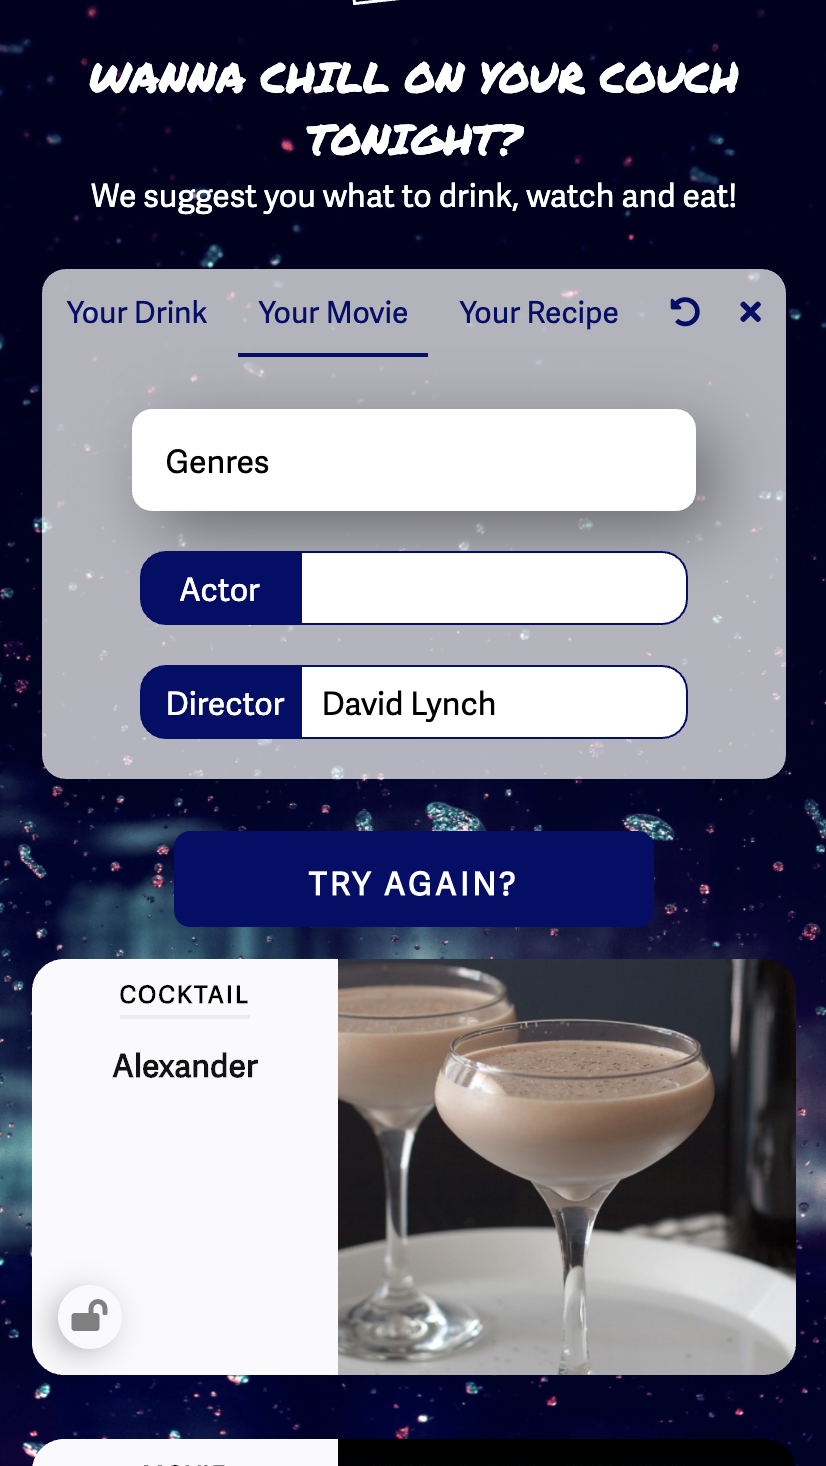 WANNA CHILL ON YOUR COUCH
TONIGHT?
We suggest you what to drink, watch and eat!
Your Drink Your Movie Your Recipe
Genres
Actor
Director David Lynch
TRY AGAIN?
COCKTAIL
Alexander